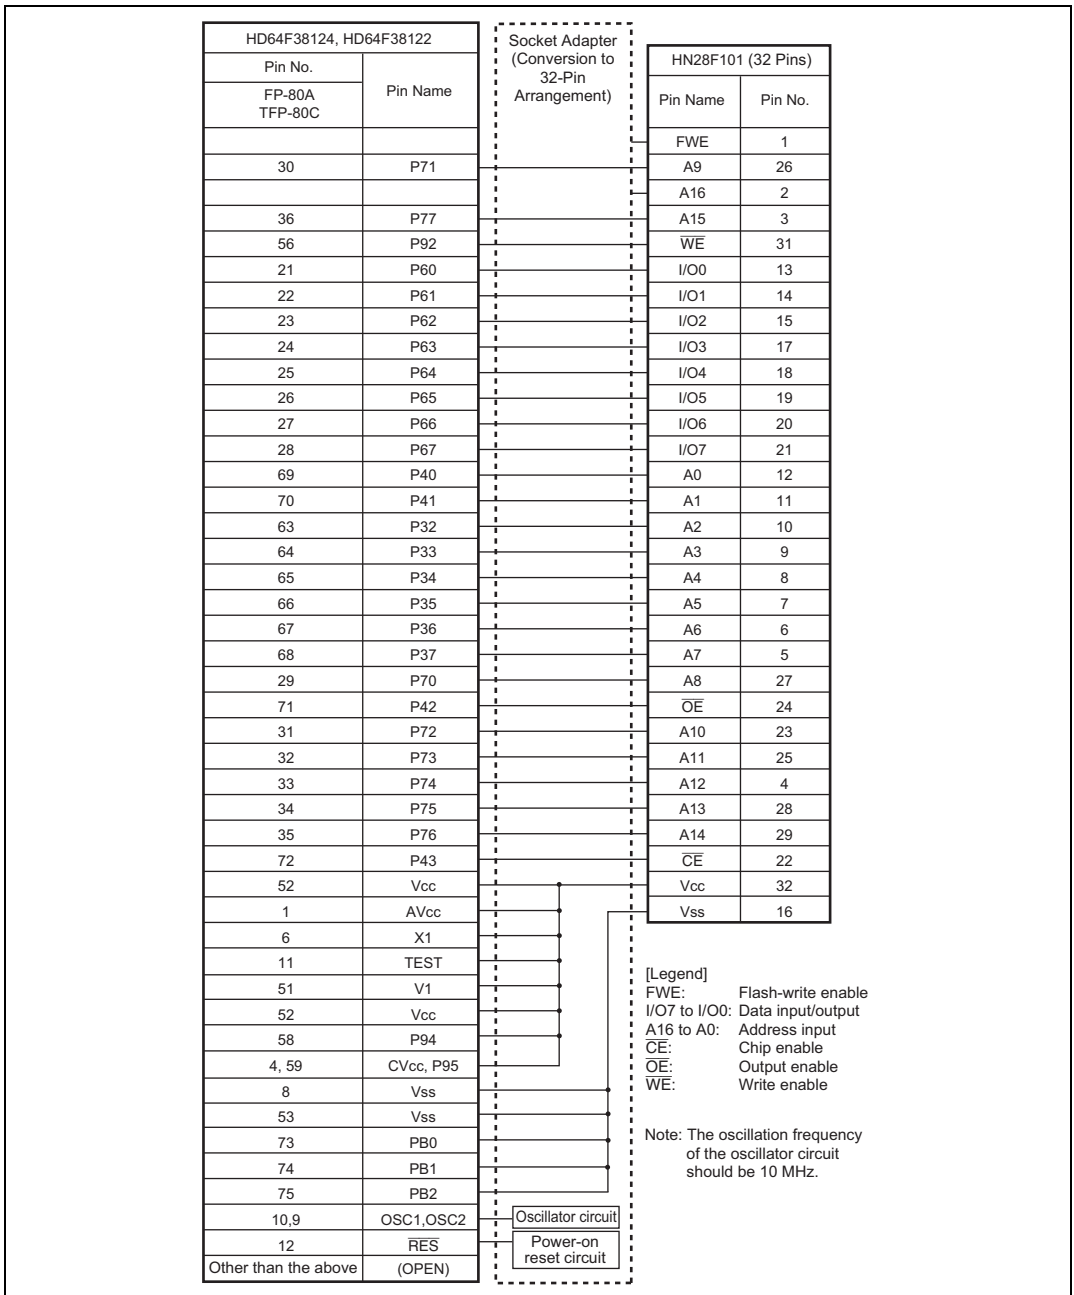 HD64F38124, HD64F38122
Pin No.
Pin Name
FP-80A
TFP-80C
30 P71
36 P77
56 P92
21 P60
22 P61
23 P62
24 P63
25 P64
26 P65
27 P66
28 P67
69 P40
70 P41
63 P32
64 P33
65 P34
66 P35
67 P36
68 P37
29 P70
71 P42
31 P72
32 P73
33 P74
34 P75
35 P76
72 P43
52 Vcc
1 AVcc
6 X1
11 TEST
51 V1
52 Vcc
58 P94
4, 59 CVcc, P95
8 Vss
53 Vss
73 PB0
74 PB1
75 PB2
10,9 OSC1,OSC2
12 R̅E̅S̅
Other than the above (OPEN)
Socket Adapter
(Conversion to
32-Pin
Arrangement)
Oscillator circuit
Power-on
reset circuit
HN28F101 (32 Pins)
Pin Name Pin No.
FWE 1
A9 26
A16 2
A15 3
W̅E̅ 31
I/O0 13
I/O1 14
I/O2 15
I/O3 17
I/O4 18
I/O5 19
I/O6 20
I/O7 21
A0 12
A1 11
A2 10
A3 9
A4 8
A5 7
A6 6
A7 5
A8 27
O̅E̅ 24
A10 23
A11 25
A12 4
A13 28
A14 29
C̅E̅ 22
Vcc 32
Vss 16
[Legend]
FWE: Flash-write enable
I/O7 to I/O0: Data input/output
A16 to A0: Address input
C̅E̅: Chip enable
O̅E̅: Output enable
W̅E̅: Write enable
Note: The oscillation frequency
of the oscillator circuit
should be 10 MHz.